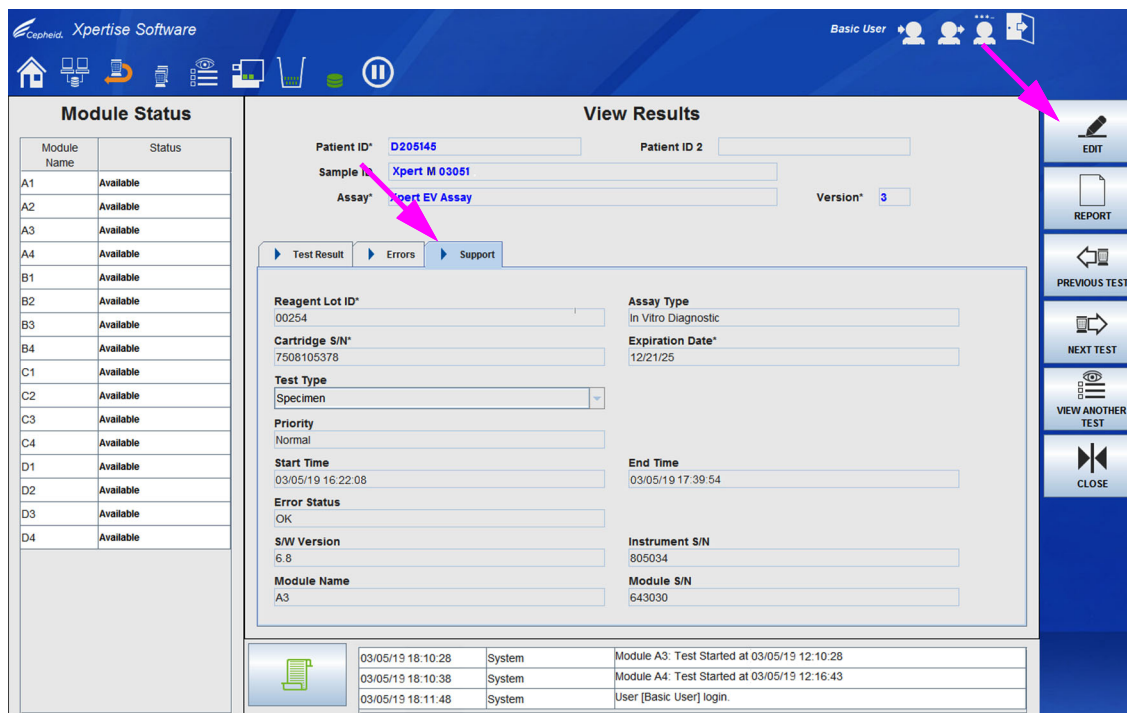 Cepheid. Xpertise Software
Basic User
Module Status
Module Name Status
A1 Available
A2 Available
A3 Available
A4 Available
B1 Available
B2 Available
B3 Available
B4 Available
C1 Available
C2 Available
C3 Available
C4 Available
D1 Available
D2 Available
D3 Available
D4 Available
View Results
Patient ID* D205145 Patient ID 2
Sample ID Xpert M 03051
Assay* Xpert EV Assay Version* 3
Test Result Errors Support
Reagent Lot ID* Assay Type
00254 In Vitro Diagnostic
Cartridge S/N* Expiration Date*
7508105378 12/21/25
Test Type
Specimen
Priority
Normal
Start Time End Time
03/05/19 16:22:08 03/05/19 17:39:54
Error Status
OK
S/W Version Instrument S/N
6.8 805034
Module Name Module S/N
A3 643030
03/05/19 18:10:28 System Module A3: Test Started at 03/05/19 12:10:28
03/05/19 18:10:38 System Module A4: Test Started at 03/05/19 12:16:43
03/05/19 18:11:48 System User [Basic User] login.
EDIT
REPORT
PREVIOUS TEST
NEXT TEST
VIEW ANOTHER
TEST
CLOSE